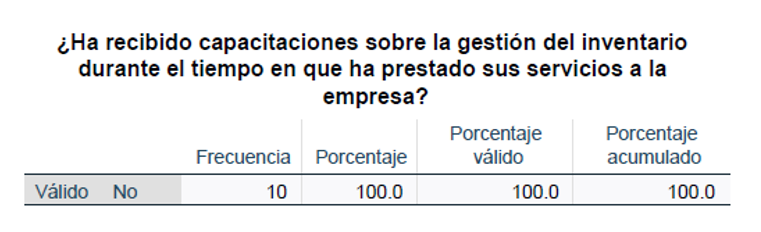 ¿Ha recibido capacitaciones sobre la gestión del inventario
durante el tiempo en que ha prestado sus servicios a la
empresa?
Frecuencia Porcentaje Porcentaje válido Porcentaje acumulado
Válido No 10 100.0 100.0 100.0